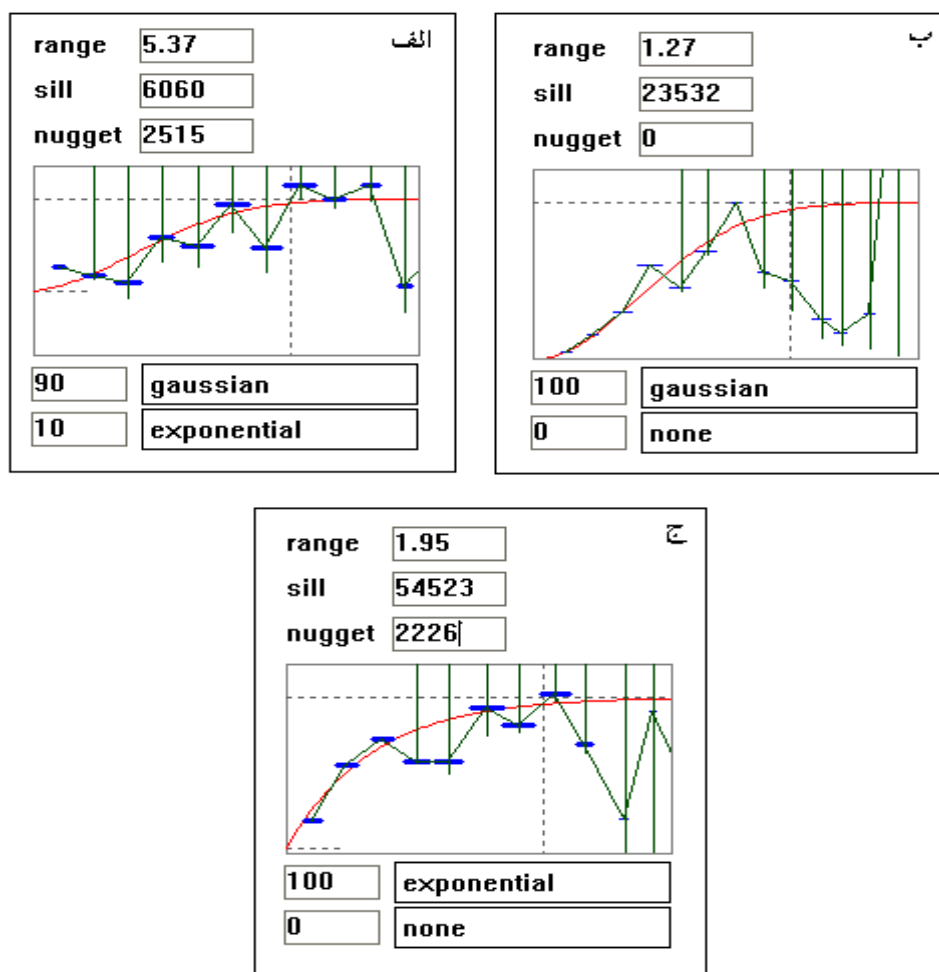 الف
range 5.37
sill 6060
nugget 2515
90 gaussian
10 exponential
ب
range 1.27
sill 23532
nugget 0
100 gaussian
0 none
ج
range 1.95
sill 54523
nugget 2226
100 exponential
0 none